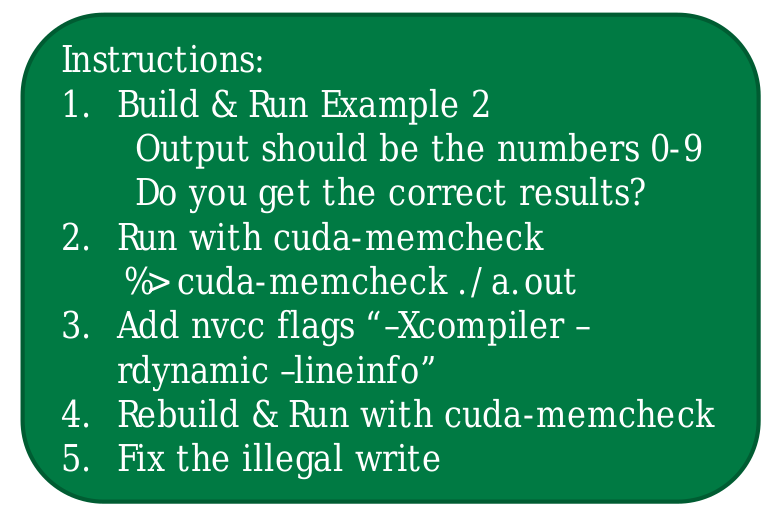 Instructions:
1. Build & Run Example 2
Output should be the numbers 0-9
Do you get the correct results?
2. Run with cuda-memcheck
%> cuda-memcheck ./a.out
3. Add nvcc flags “–Xcompiler –
rdynamic –lineinfo”
4. Rebuild & Run with cuda-memcheck
5. Fix the illegal write